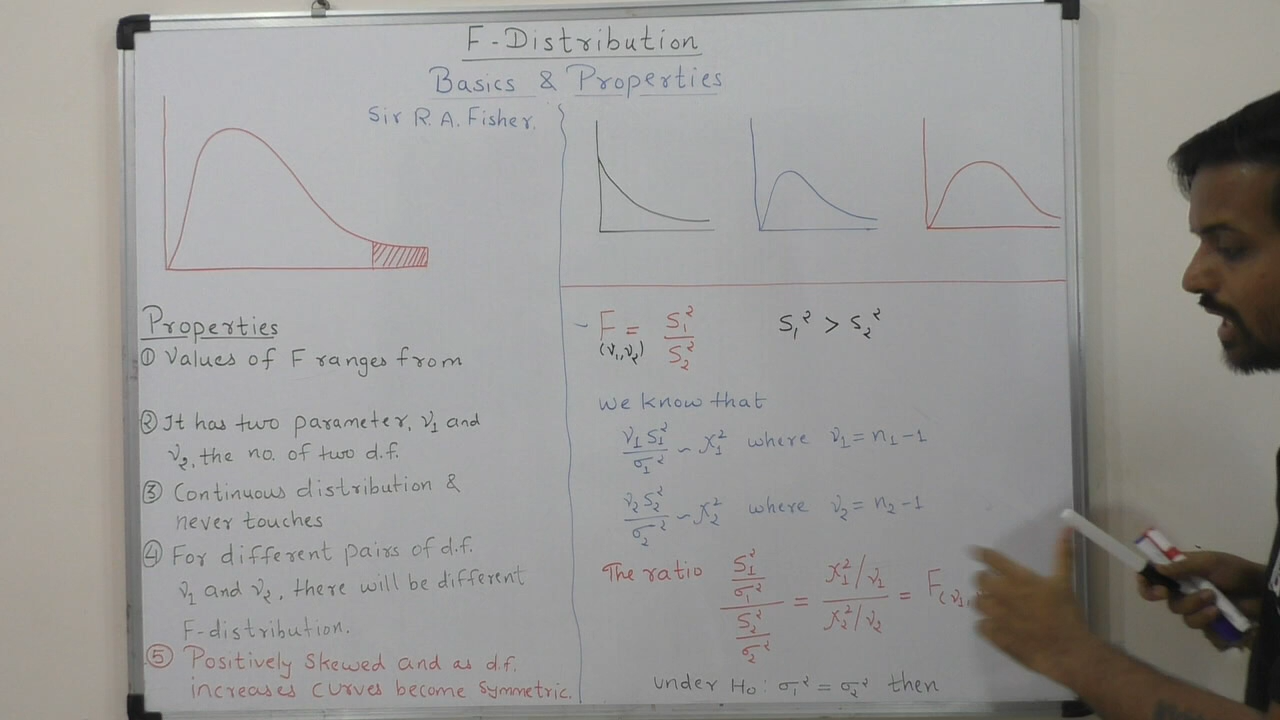 F-Distribution
Basics & Properties
Sir R. A. Fisher.
Properties
① Values of F ranges from
② It has two parameter, ν₁ and
ν₂, the no. of two d.f.
③ Continuous distribution &
never touches
④ For different pairs of d.f.
ν₁ and ν₂, there will be different
F-distribution.
⑤ Positively skewed and as d.f.
increases curves become symmetric.
F(ν₁,ν₂) = S₁²/S₂² S₁² > S₂²
We know that
ν₁S₁²/σ₁² ~ χ₁² where ν₁ = n₁-1
ν₂S₂²/σ₂² ~ χ₂² where ν₂ = n₂-1
The ratio (S₁²/σ₁²)/(S₂²/σ₂²) = (χ₁²/ν₁)/(χ₂²/ν₂) = F(ν₁,
under H₀: σ₁² = σ₂² then